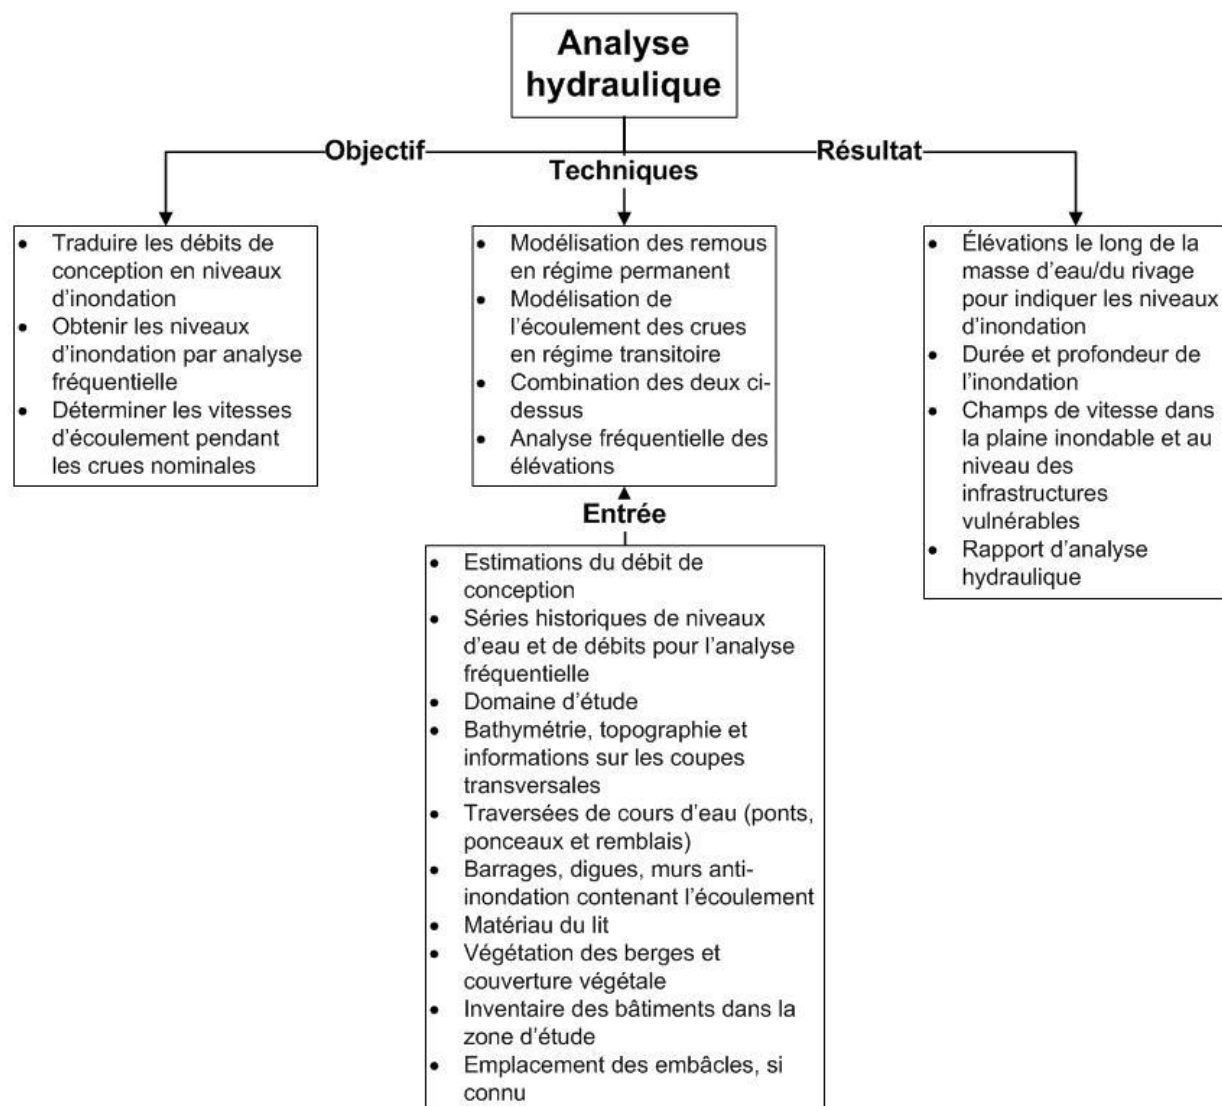 Analyse
hydraulique
Objectif
Techniques
Résultat
• Traduire les débits de
conception en niveaux
d’inondation
• Obtenir les niveaux
d’inondation par analyse
fréquentielle
• Déterminer les vitesses
d’écoulement pendant
les crues nominales
• Modélisation des remous
en régime permanent
• Modélisation de
l’écoulement des crues
en régime transitoire
• Combination des deux ci-
dessus
• Analyse fréquentielle des
élévations
• Élévations le long de la
masse d’eau/du rivage
pour indiquer les niveaux
d’inondation
• Durée et profondeur de
l’inondation
• Champs de vitesse dans
la plaine inondable et au
niveau des
infrastructures
vulnérables
• Rapport d’analyse
hydraulique
Entrée
• Estimations du débit de
conception
• Séries historiques de niveaux
d’eau et de débits pour l’analyse
fréquentielle
• Domaine d’étude
• Bathymétrie, topographie et
informations sur les coupes
transversales
• Traversées de cours d’eau (ponts,
ponceaux et remblais)
• Barrages, digues, murs anti-
inondation contenant l’écoulement
• Matériau du lit
• Végétation des berges et
couverture végétale
• Inventaire des bâtiments dans la
zone d’étude
• Emplacement des embâcles, si
connu